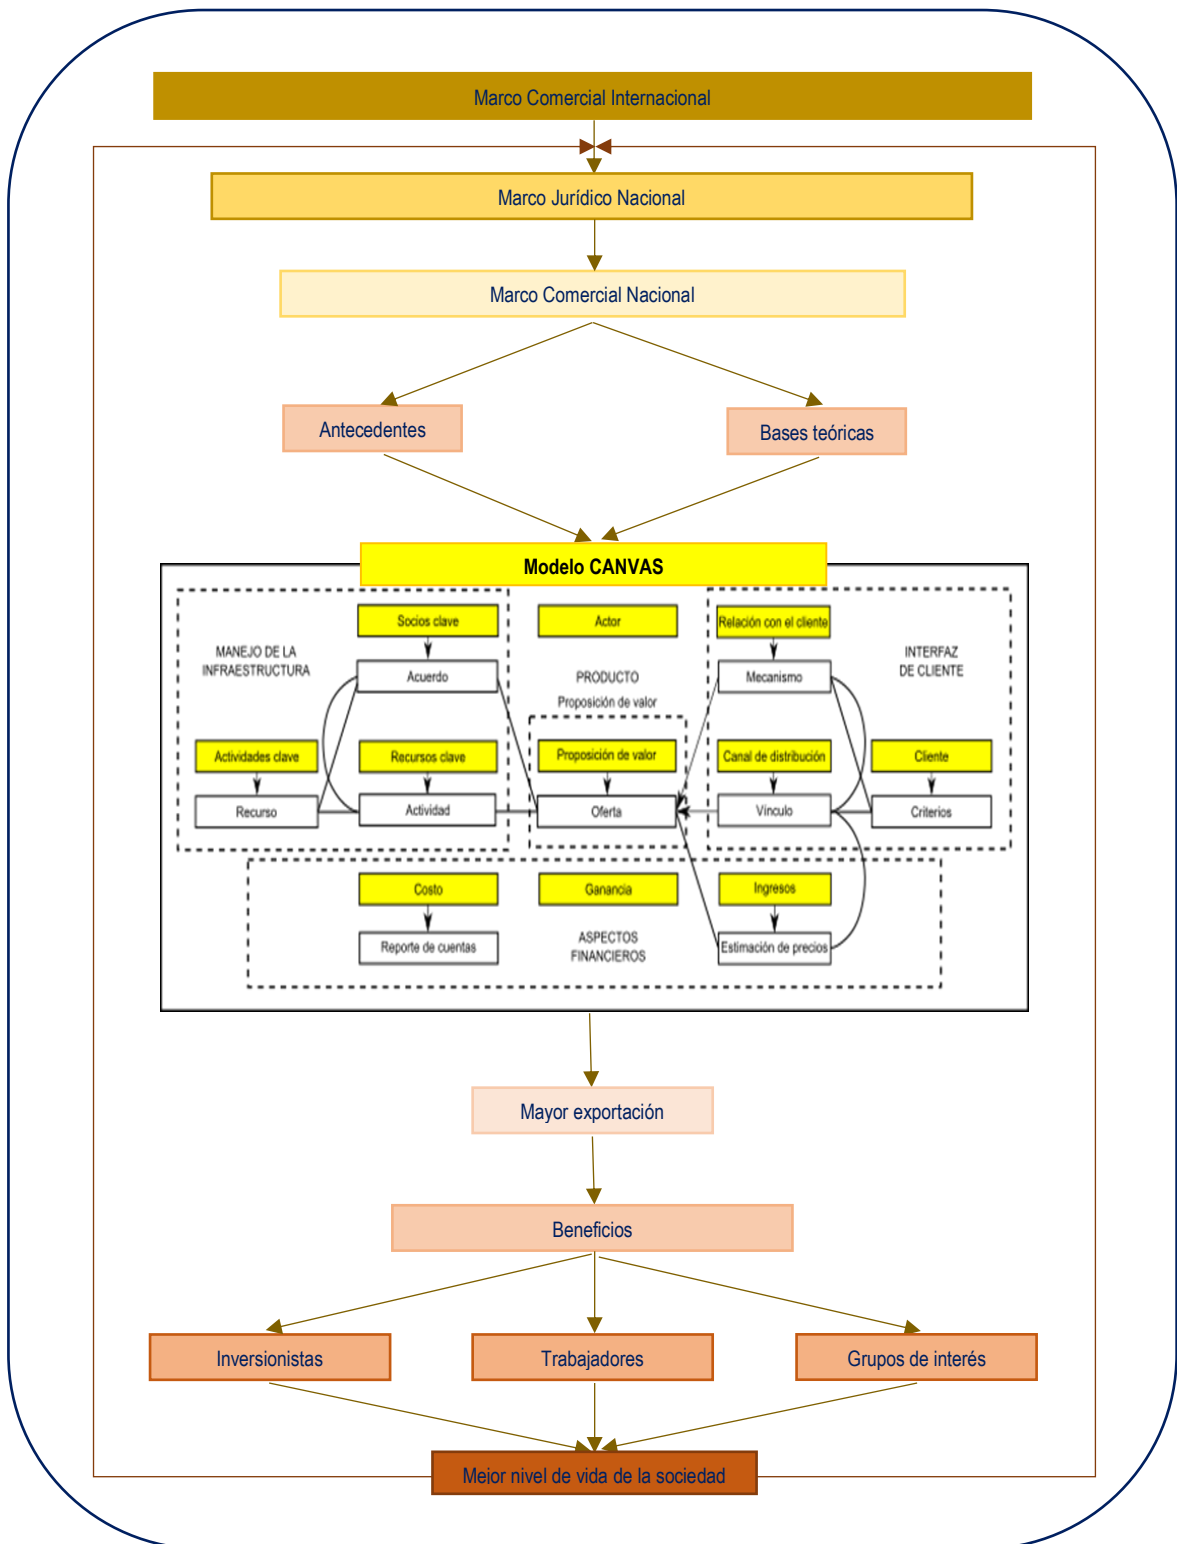 Marco Comercial Internacional
Marco Jurídico Nacional
Marco Comercial Nacional
Antecedentes
Bases teóricas
Modelo CANVAS
Socios clave
Actor
Relación con el cliente
MANEJO DE LA
INFRAESTRUCTURA
Acuerdo
PRODUCTO
Proposición de valor
Mecanismo
INTERFAZ
DE CLIENTE
Actividades clave
Recursos clave
Proposición de valor
Canal de distribución
Cliente
Recurso
Actividad
Oferta
Vínculo
Criterios
Costo
Ganancia
Ingresos
Reporte de cuentas
ASPECTOS
FINANCIEROS
Estimación de precios
Mayor exportación
Beneficios
Inversionistas
Trabajadores
Grupos de interés
Mejor nivel de vida de la sociedad